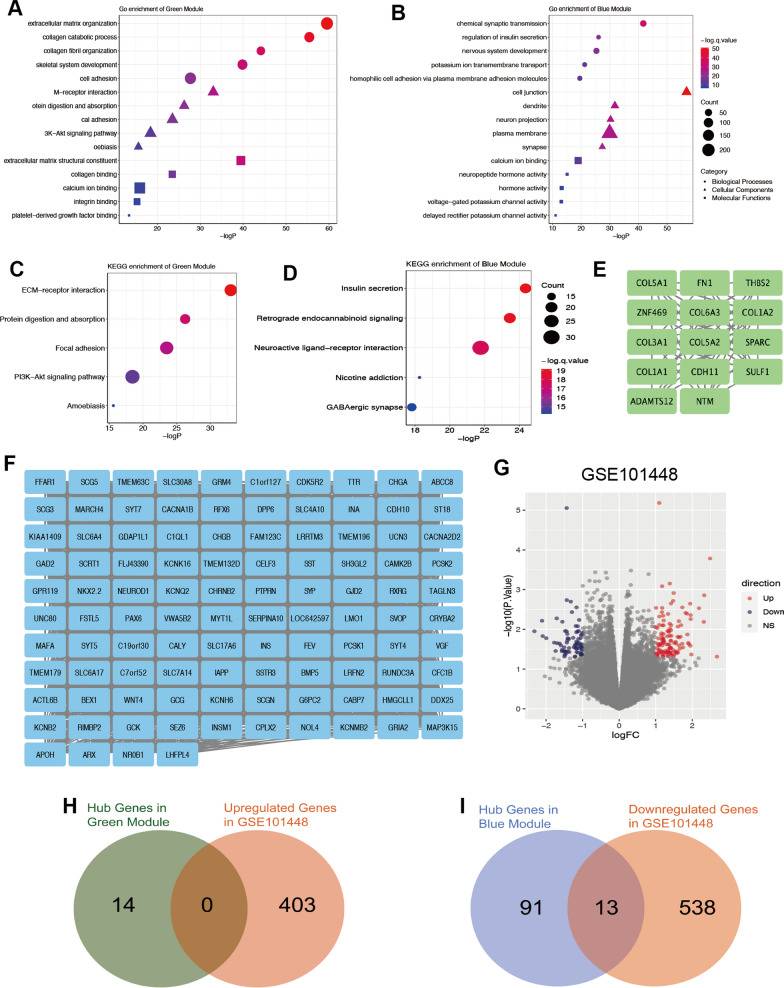 A
Go enrichment of Green Module
extracellular matrix organization
collagen catabolic process
collagen fibril organization
skeletal system development
cell adhesion
M-receptor interaction
otein digestion and absorption
cal adhesion
3K-Akt signaling pathway
oebiasis
extracellular matrix structural constituent
collagen binding
calcium ion binding
integrin binding
platelet-derived growth factor binding
20 30 40 50 60
-logP
B
Go enrichment of Blue Module
chemical synaptic transmission
regulation of insulin secretion
nervous system development
potassium ion transmembrane transport
homophilic cell adhesion via plasma membrane adhesion molecules
cell junction
dendrite
neuron projection
plasma membrane
synapse
calcium ion binding
neuropeptide hormone activity
hormone activity
voltage-gated potassium channel activity
delayed rectifier potassium channel activity
10 20 30 40 50
-logP
-log.q.value
50
40
30
20
10
Count
50
100
150
200
Category
Biological Processes
Cellular Components
Molecular Functions
C
KEGG enrichment of Green Module
ECM-receptor interaction
Protein digestion and absorption
Focal adhesion
PI3K-Akt signaling pathway
Amoebiasis
15 20 25 30
-logP
D
KEGG enrichment of Blue Module
Insulin secretion
Retrograde endocannabinoid signaling
Neuroactive ligand-receptor interaction
Nicotine addiction
GABAergic synapse
18 20 22 24
-logP
Count
15
20
25
30
-log.q.value
19
18
17
16
15
E
COL5A1 FN1 THBS2
ZNF469 COL6A3 COL1A2
COL3A1 COL5A2 SPARC
COL1A1 CDH11 SULF1
ADAMTS12 NTM
F
FFAR1 SCG5 TMEM63C SLC30A8 GRM4 C1orf127 CDK5R2 TTR CHGA ABCC8
SCG3 MARCH4 SYT7 CACNA1B RFX6 DPP6 SLC4A10 INA CDH10 ST18
KIAA1409 SLC6A4 GDAP1L1 C1QL1 CHGB FAM123C LRRTM3 TMEM196 UCN3 CACNA2D2
GAD2 SCRT1 FLJ43390 KCNK16 TMEM132D CELF3 SST SH3GL2 CAMK2B PCSK2
GPR119 NKX2.2 NEUROD1 KCNQ2 CHRNB2 PTPRN SYP GJD2 RXRG TAGLN3
UNC80 FSTL5 PAX6 VWA5B2 MYT1L SERPINA10 LOC642597 LMO1 SVOP CRYBA2
MAFA SYT5 C19orf30 CALY SLC17A6 INS FEV PCSK1 SYT4 VGF
TMEM179 SLC6A17 C7orf52 SLC7A14 IAPP SSTR3 BMP5 LRFN2 RUNDC3A CFC1B
ACTL6B BEX1 WNT4 GCG KCNH6 SCGN G6PC2 CABP7 HMGCLL1 DDX25
KCNB2 RIMBP2 GCK SEZ6 INSM1 CPLX2 NOL4 KCNMB2 GRIA2 MAP3K15
APOH ARX NR0B1 LHFPL4
G
GSE101448
-log10(P.Value)
5
4
3
2
1
0
-2 -1 0 1 2
logFC
direction
Up
Down
NS
H
Hub Genes in
Green Module
Upregulated Genes
in GSE101448
14 0 403
I
Hub Genes in
Blue Module
Downregulated Genes
in GSE101448
91 13 538